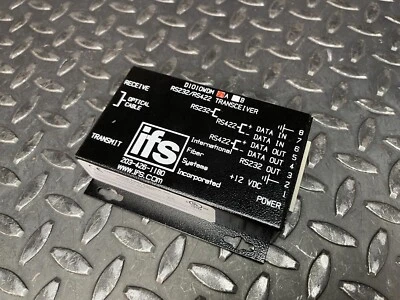 D1010WDM A B
RS232/RS422 TRANSCEIVER
RECEIVE
OPTICAL
CABLE
TRANSMIT
RS232 8
RS422 + DATA IN 7
- DATA IN 6
RS422 + DATA OUT 5
- DATA OUT 4
RS232 OUT 3
2
+12 VDC 1
POWER
ifs
International
Fiber
Systems
Incorporated
203-426-1180
www.ifs.com